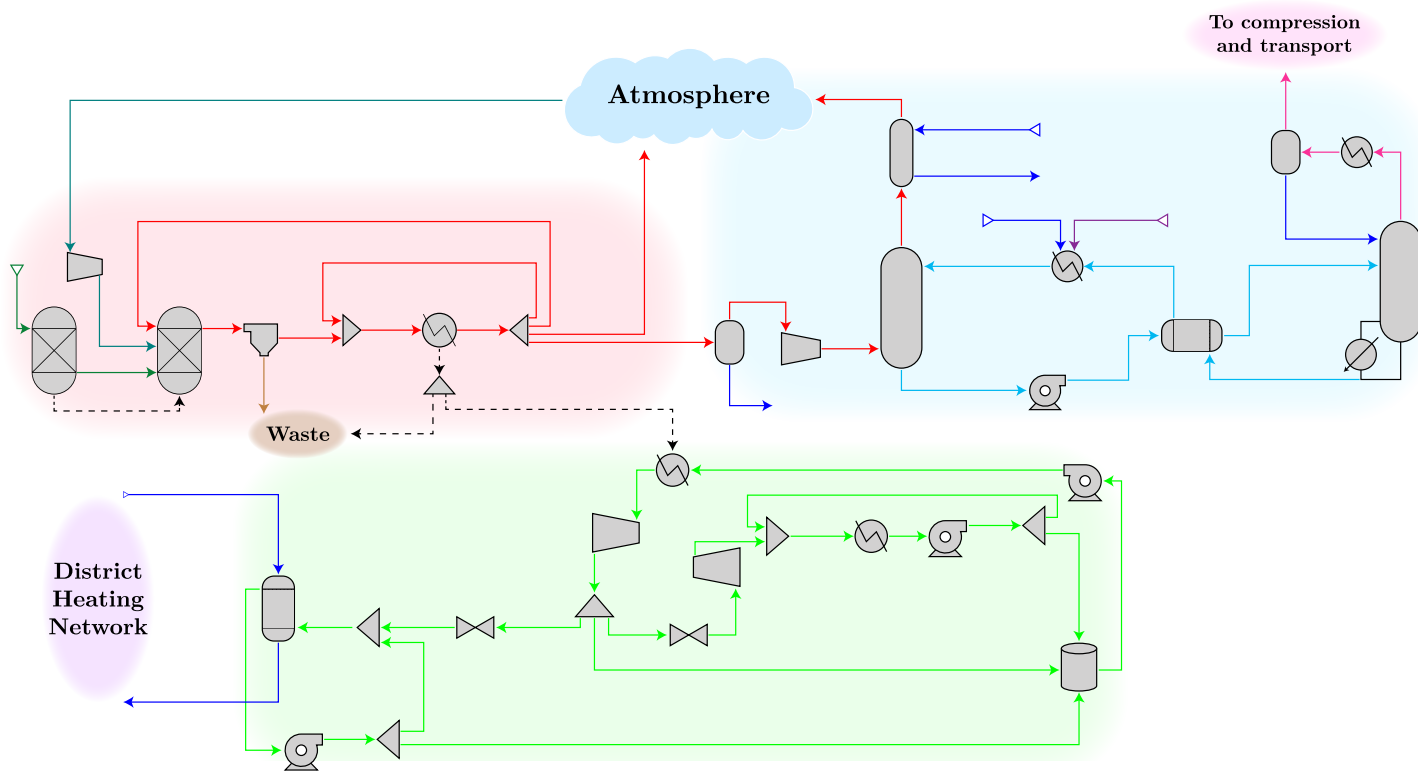 To compression
and transport
Atmosphere
Waste
District
Heating
Network